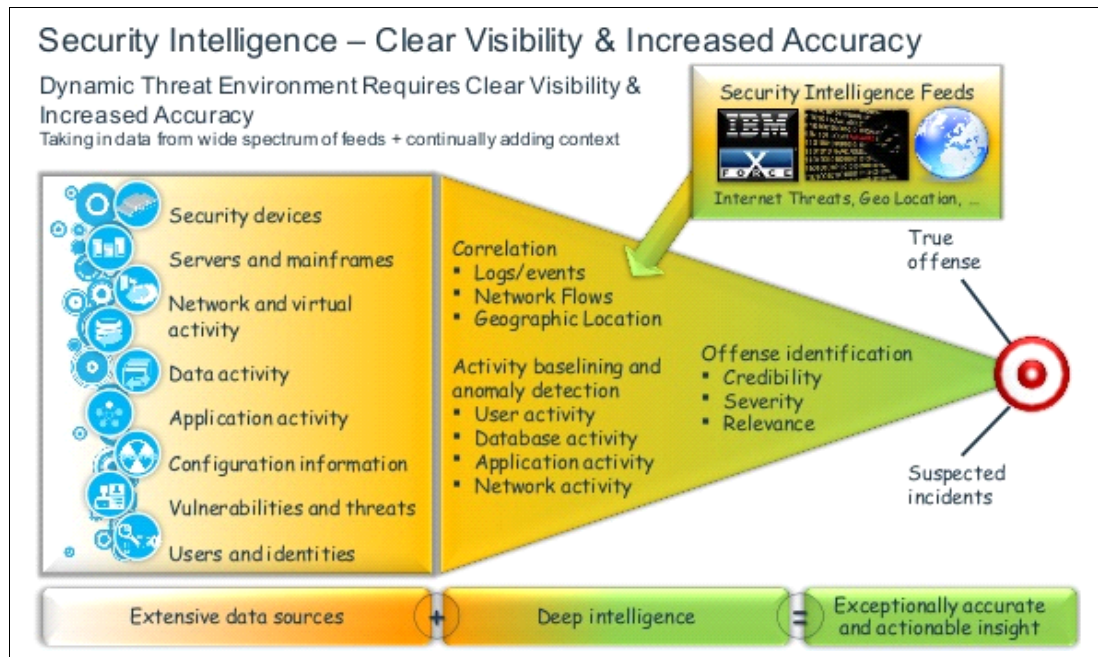 Security Intelligence – Clear Visibility & Increased Accuracy
Dynamic Threat Environment Requires Clear Visibility &
Increased Accuracy
Taking in data from wide spectrum of feeds + continually adding context
Security Intelligence Feeds
IBM
X
FORCE
Internet Threats, Geo Location, ...
Security devices
Servers and mainframes
Network and virtual
activity
Data activity
Application activity
Configuration information
Vulnerabilities and threats
Users and identities
Correlation
▪ Logs/events
▪ Network Flows
▪ Geographic Location
Activity baselining and
anomaly detection
▪ User activity
▪ Database activity
▪ Application activity
▪ Network activity
Offense identification
▪ Credibility
▪ Severity
▪ Relevance
True
offense
Suspected
incidents
Extensive data sources
+
Deep intelligence
=
Exceptionally accurate
and actionable insight